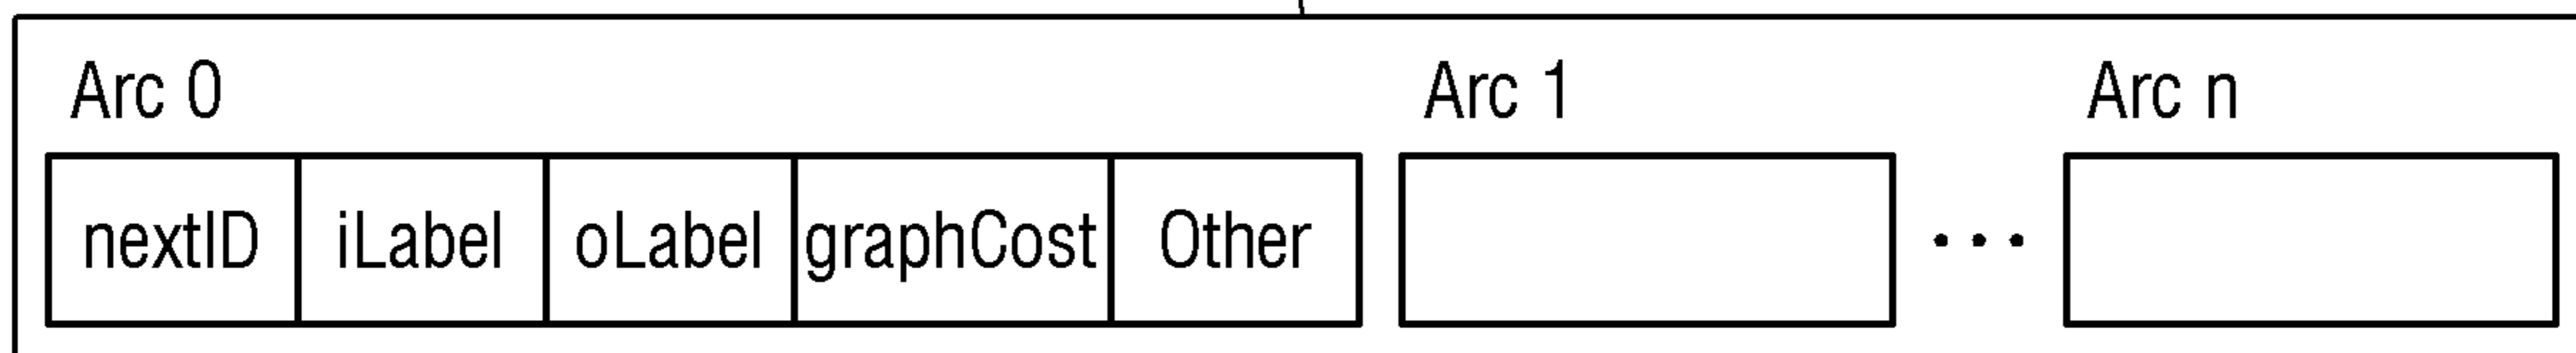 Arc 0 Arc 1 Arc n
nextID iLabel oLabel graphCost Other ...